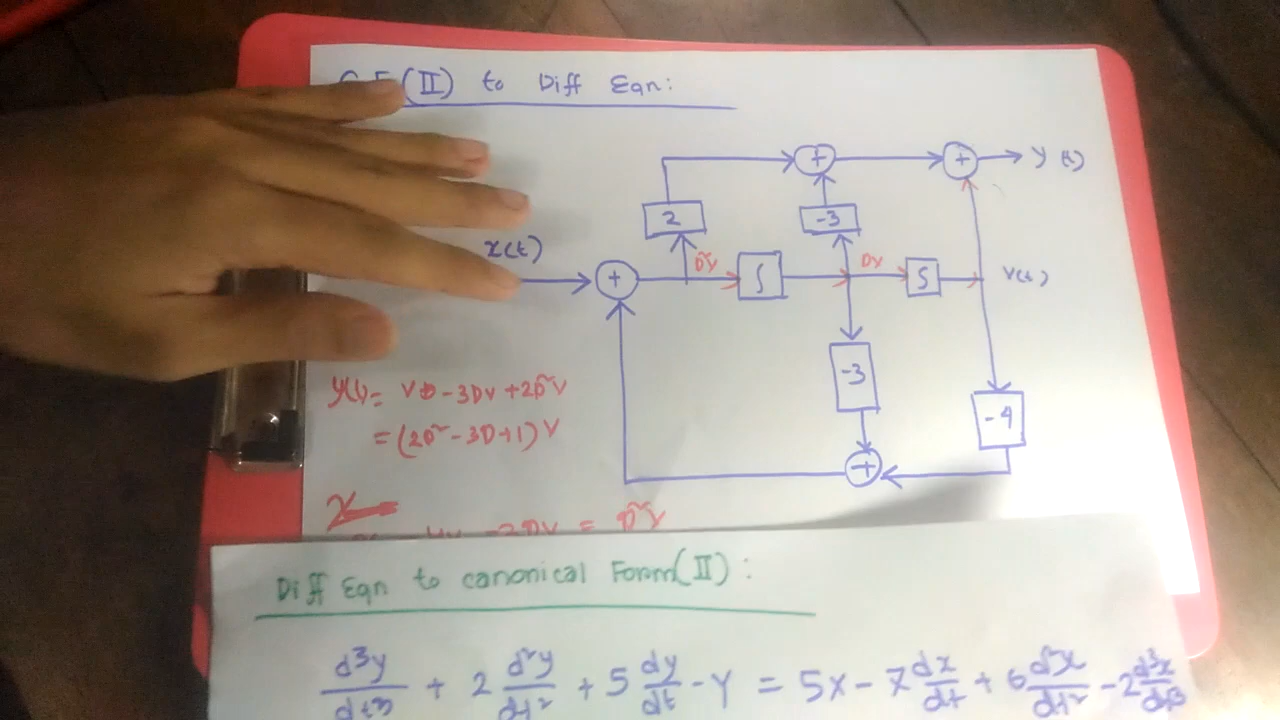 (II) to Diff Eqn:
+ + y(t)
2 -3
x(t) + D²V ∫ DV ∫ V(t)
-3 -4
+
y(t) = V - 3DV + 2D²V
= (2D² - 3D + 1) V
= D²V
Diff Eqn to canonical Form (II):
d³y/dt³ + 2 d²y/dt² + 5 dy/dt - y = 5x - 7 dx/dt + 6 d²x/dt² - 2 d³x/dt³